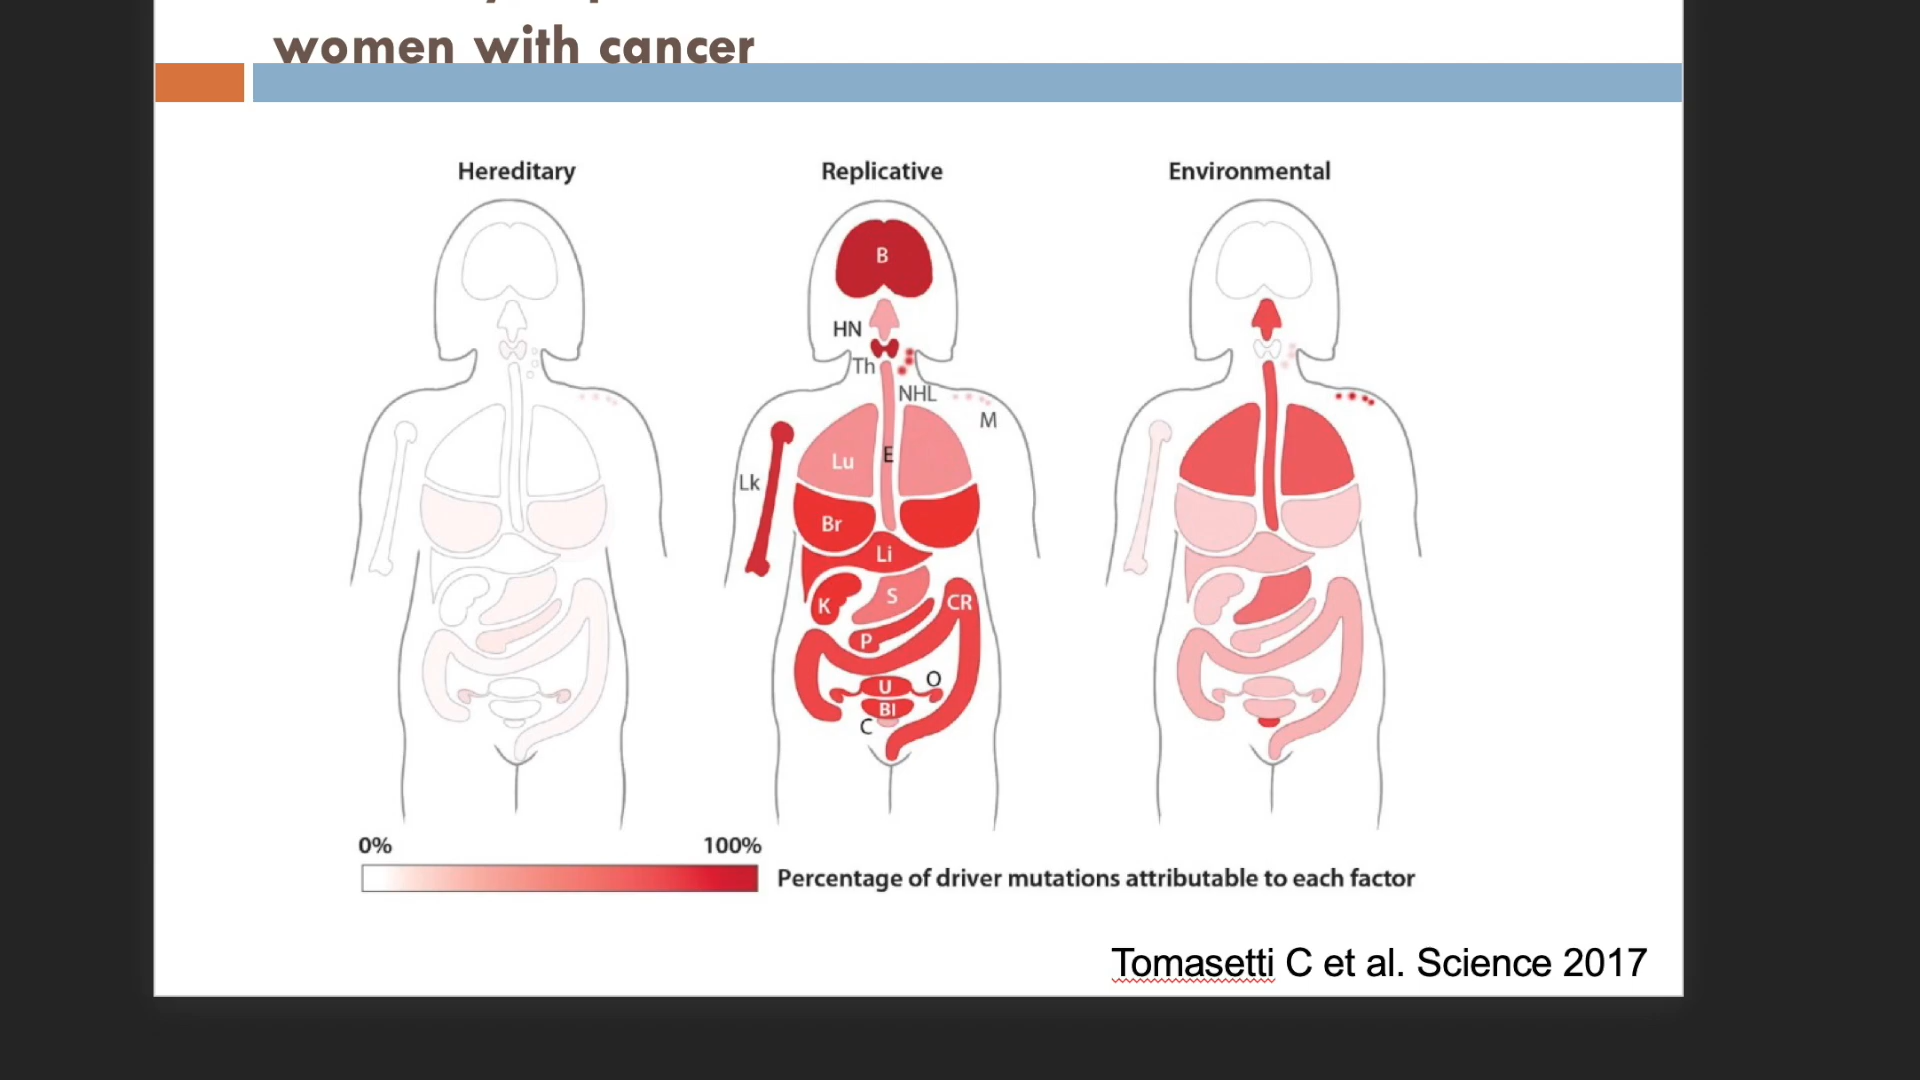 women with cancer
Hereditary
Replicative
Environmental
B
HN
Th
NHL
M
Lu
E
Lk
Br
Li
K
S
CR
P
U
O
BI
C
0%
100%
Percentage of driver mutations attributable to each factor
Tomasetti C et al. Science 2017